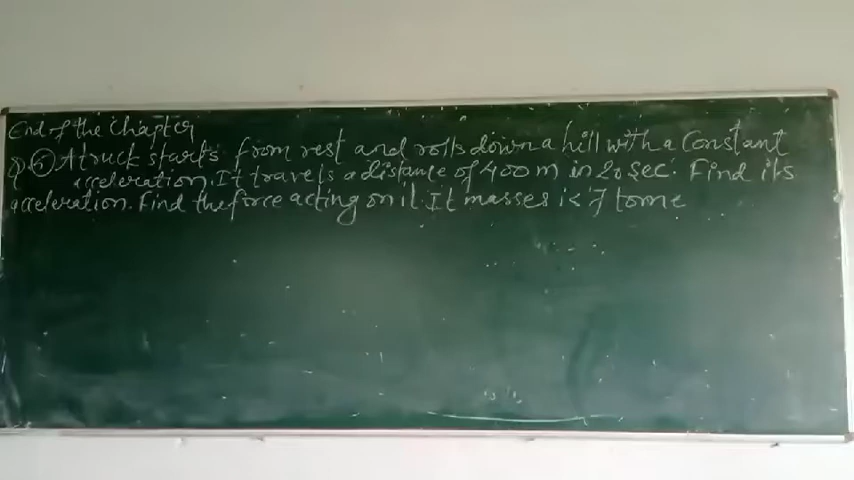 End of the chapter
Q. 5 A truck starts from rest and rolls down a hill with a Constant
acceleration. It travels a distance of 400 m in 20 sec. Find its
acceleration. Find the force acting on it. It masses is 7 tonne